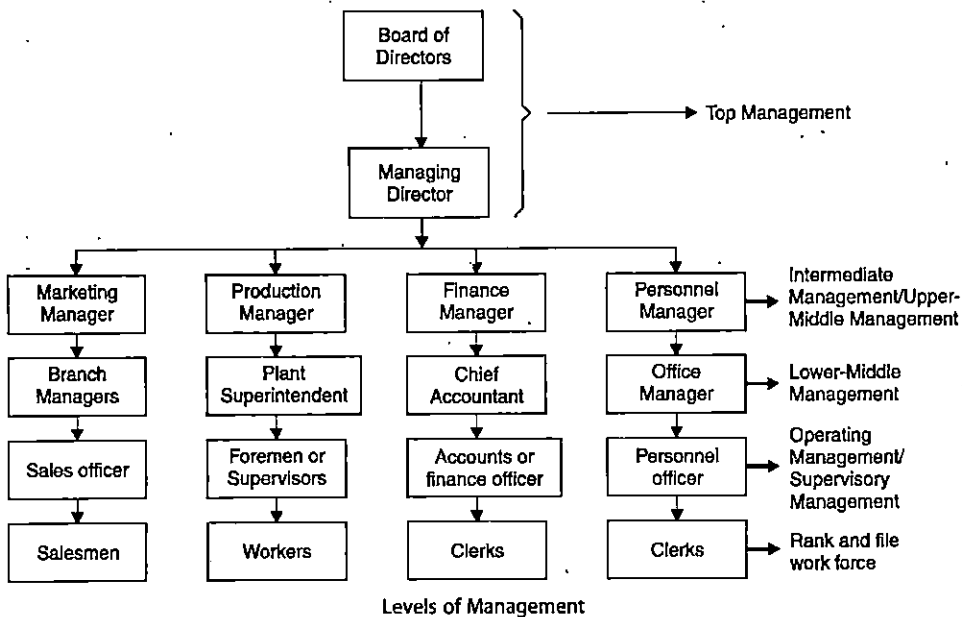 Board of
Directors
Top Management
Managing
Director
Marketing
Manager
Production
Manager
Finance
Manager
Personnel
Manager
Intermediate
Management/Upper-
Middle Management
Branch
Managers
Plant
Superintendent
Chief
Accountant
Office
Manager
Lower-Middle
Management
Sales officer
Foremen or
Supervisors
Accounts or
finance officer
Personnel
officer
Operating
Management/
Supervisory
Management
Salesmen
Workers
Clerks
Clerks
Rank and file
work force
Levels of Management